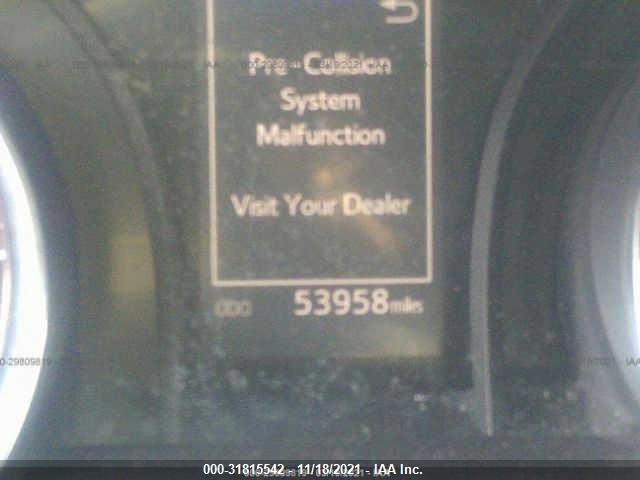 Pre-Collision
System
Malfunction
Visit Your Dealer
ODO 53958 miles
000-31815542 - 11/18/2021 - IAA Inc.